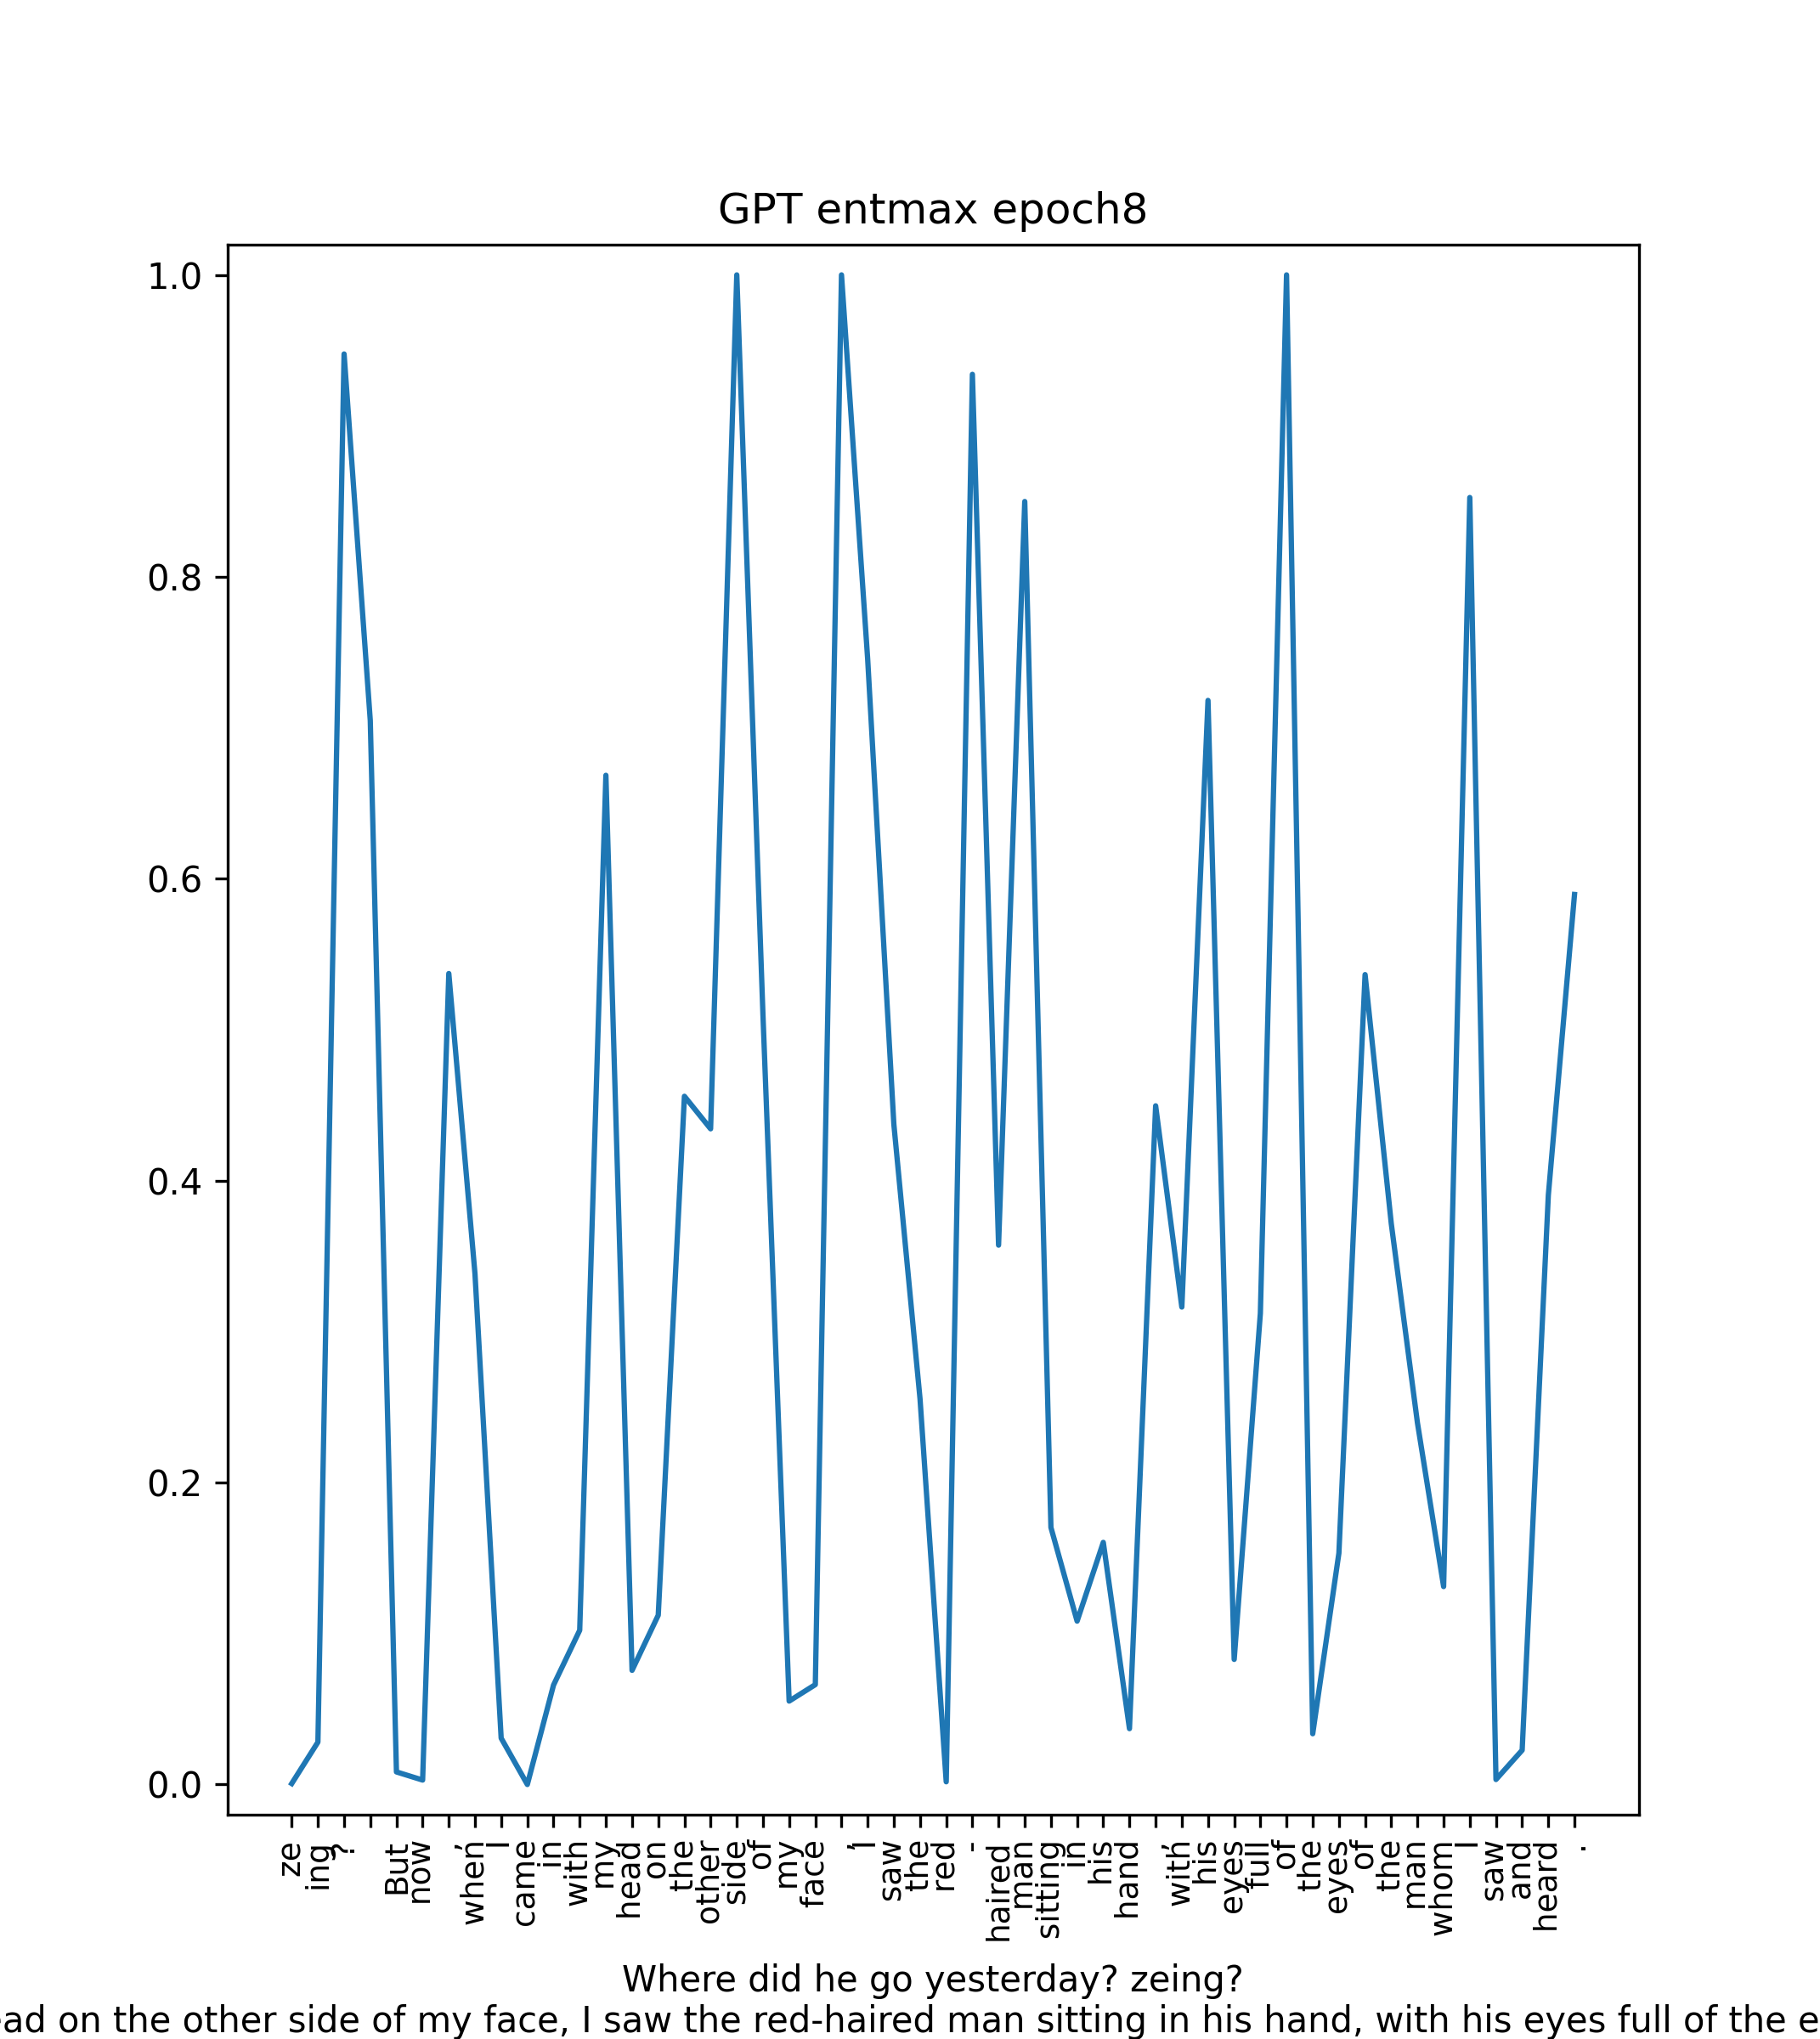 GPT entmax epoch8
1.0
0.8
0.6
0.4
0.2
0.0
ze
ing
?
But
now
,
when
I
came
in
with
my
head
on
the
other
side
of
my
face
,
I
saw
the
red
-
haired
man
sitting
in
his
hand
,
with
his
eyes
full
of
the
eyes
of
the
man
whom
I
saw
and
heard
.
Where did he go yesterday? zeing?
on the other side of my face, I saw the red-haired man sitting in his hand, with his eyes full of the